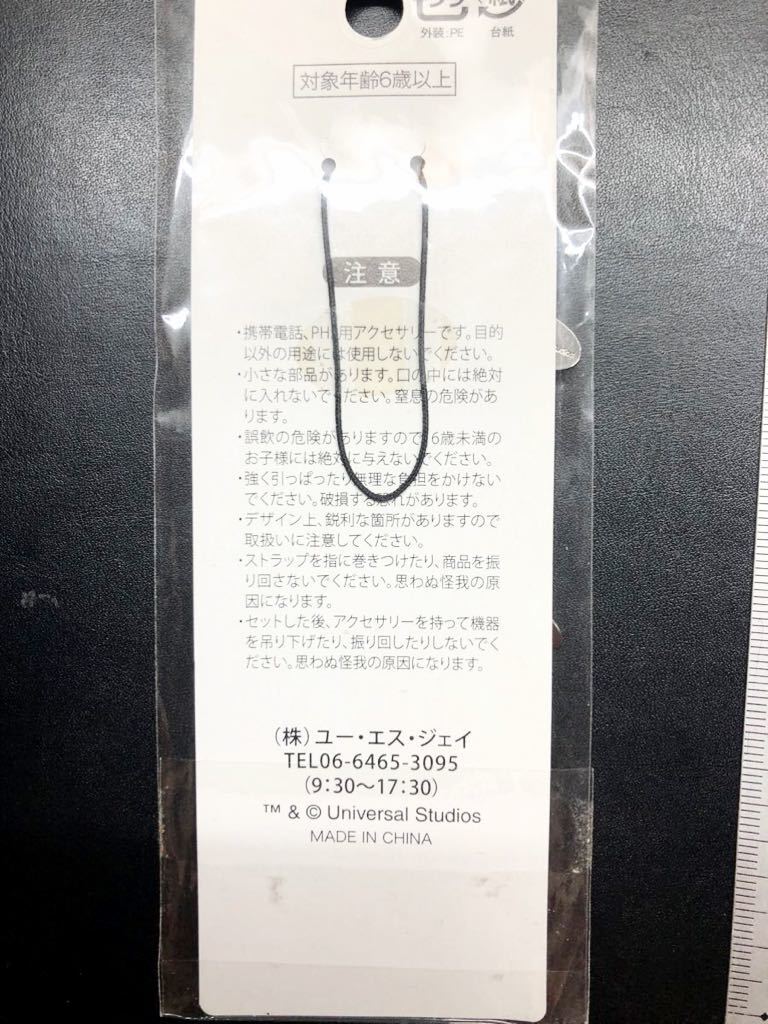 外装:PE 台紙
対象年齢6歳以上
注意
・携帯電話、PH 用アクセサリーです。目的
以外の用途には使用しないでください。
・小さな部品があります。口の中には絶対
に入れないでください。窒息の危険があ
ります。
・誤飲の危険がありますので、6歳未満の
お子様には絶対に与えないでください。
・強く引っぱったり無理な負担をかけない
でください。破損する恐れがあります。
・デザイン上、鋭利な箇所がありますので
取扱いに注意してください。
・ストラップを指に巻きつけたり、商品を振
り回さないでください。思わぬ怪我の原
因になります。
・セットした後、アクセサリーを持って機器
を吊り下げたり、振り回したりしないでく
ださい。思わぬ怪我の原因になります。
(株)ユー・エス・ジェイ
TEL06-6465-3095
(9:30～17:30)
™ & © Universal Studios
MADE IN CHINA